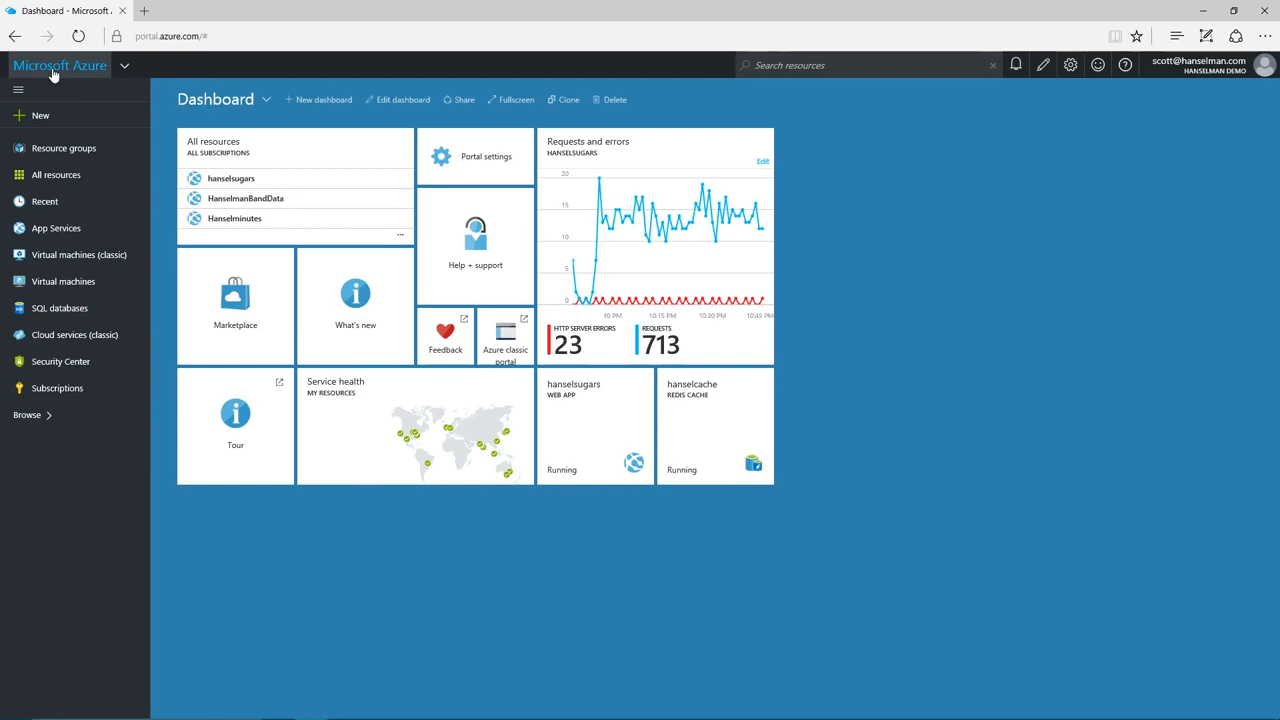 Dashboard - Microsoft
portal.azure.com/#
Microsoft Azure
Search resources
scott@hanselman.com
HANSELMAN DEMO
New
Resource groups
All resources
Recent
App Services
Virtual machines (classic)
Virtual machines
SQL databases
Cloud services (classic)
Security Center
Subscriptions
Browse
Dashboard
New dashboard
Edit dashboard
Share
Fullscreen
Clone
Delete
All resources
ALL SUBSCRIPTIONS
hanselsugars
HanselmanBandData
Hanselminutes
...
Portal settings
Help + support
Marketplace
What's new
Feedback
Azure classic
portal
Requests and errors
HANSELSUGARS
Edit
20
15
10
5
0
10 PM
10:15 PM
10:30 PM
10:45 PM
HTTP SERVER ERRORS
23
REQUESTS
713
Tour
Service health
MY RESOURCES
hanselsugars
WEB APP
Running
hanselcache
REDIS CACHE
Running